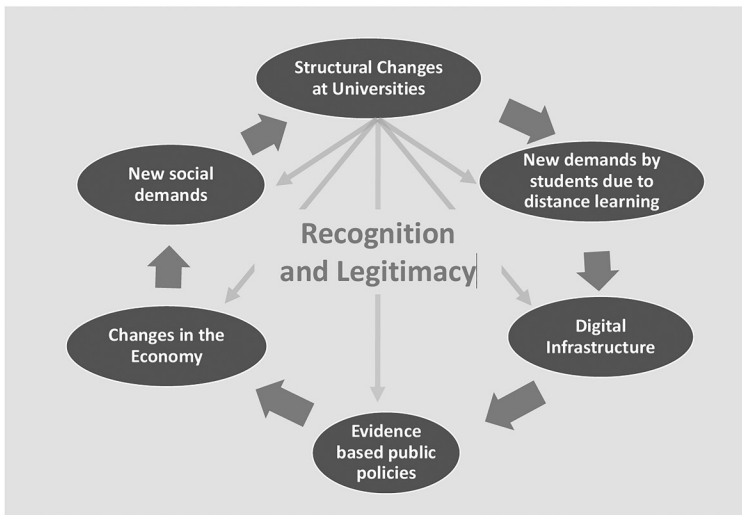 Structural Changes
at Universities
New demands by
students due to
distance learning
New social
demands
Recognition
and Legitimacy
Changes in the
Economy
Digital
Infrastructure
Evidence
based public
policies